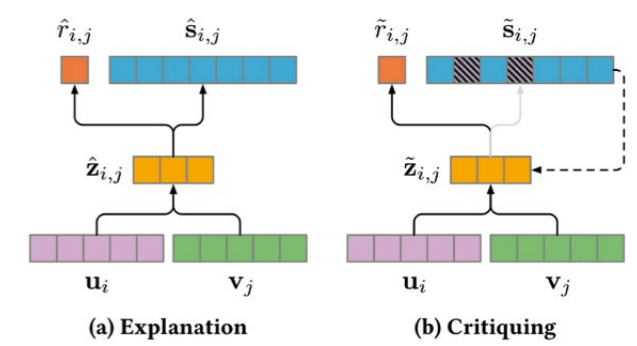 r̂ᵢ,ⱼ ŝᵢ,ⱼ r̃ᵢ,ⱼ s̃ᵢ,ⱼ
ẑᵢ,ⱼ z̃ᵢ,ⱼ
uᵢ vⱼ uᵢ vⱼ
(a) Explanation (b) Critiquing